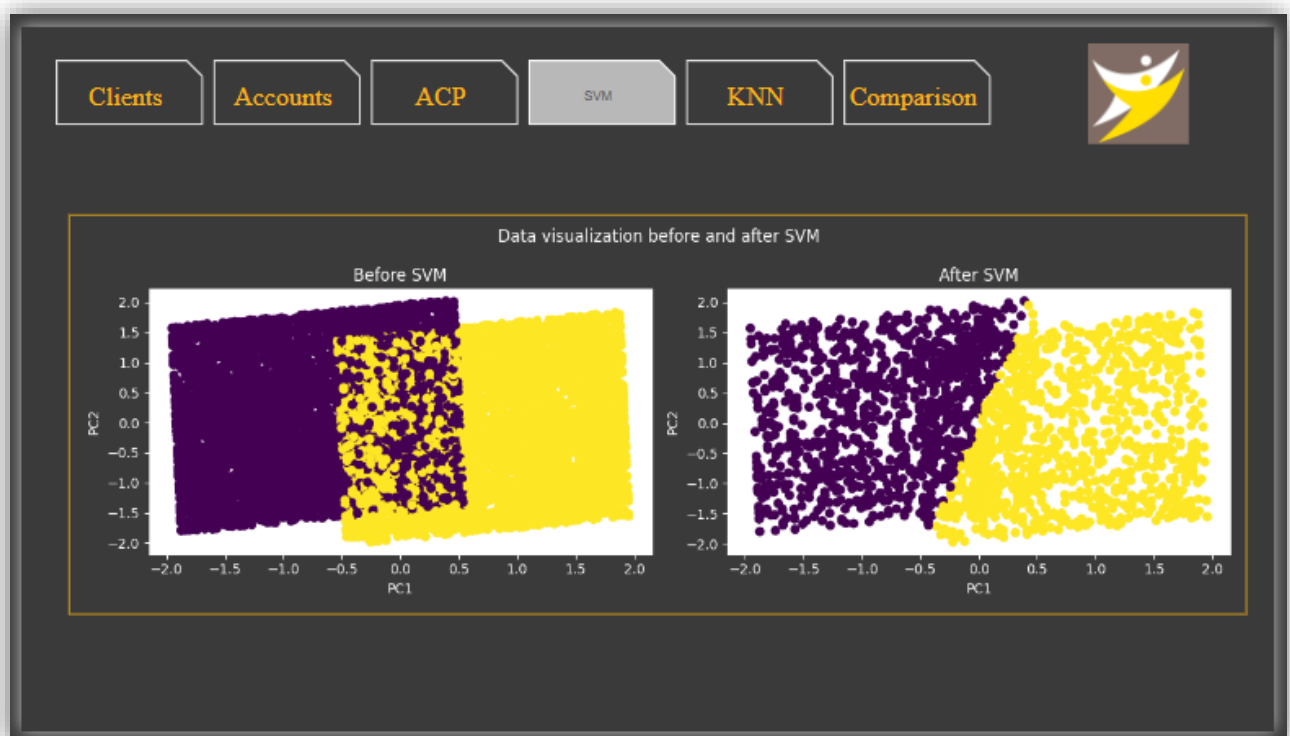 Clients Accounts ACP SVM KNN Comparison
Data visualization before and after SVM
Before SVM
2.0
1.5
1.0
0.5
0.0
−0.5
−1.0
−1.5
−2.0
PC2
−2.0 −1.5 −1.0 −0.5 0.0 0.5 1.0 1.5 2.0
PC1
After SVM
2.0
1.5
1.0
0.5
0.0
−0.5
−1.0
−1.5
−2.0
PC2
−2.0 −1.5 −1.0 −0.5 0.0 0.5 1.0 1.5 2.0
PC1